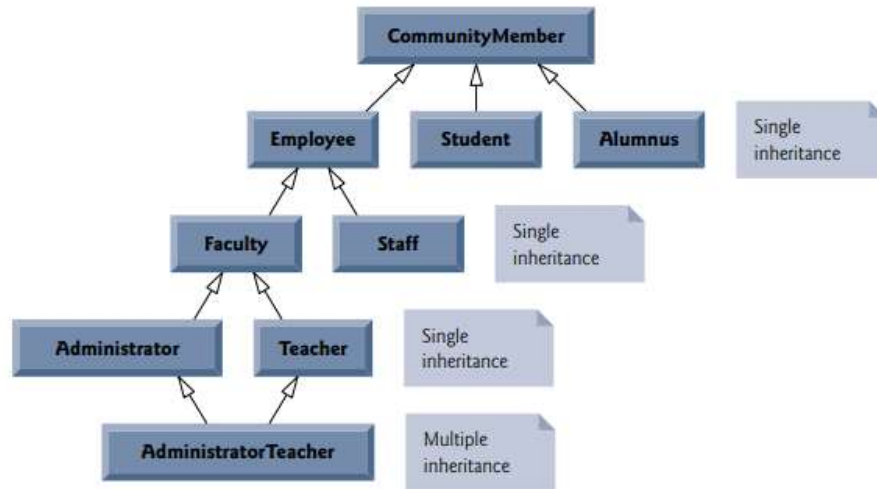 CommunityMember
Employee
Student
Alumnus
Single
inheritance
Faculty
Staff
Single
inheritance
Administrator
Teacher
Single
inheritance
AdministratorTeacher
Multiple
inheritance